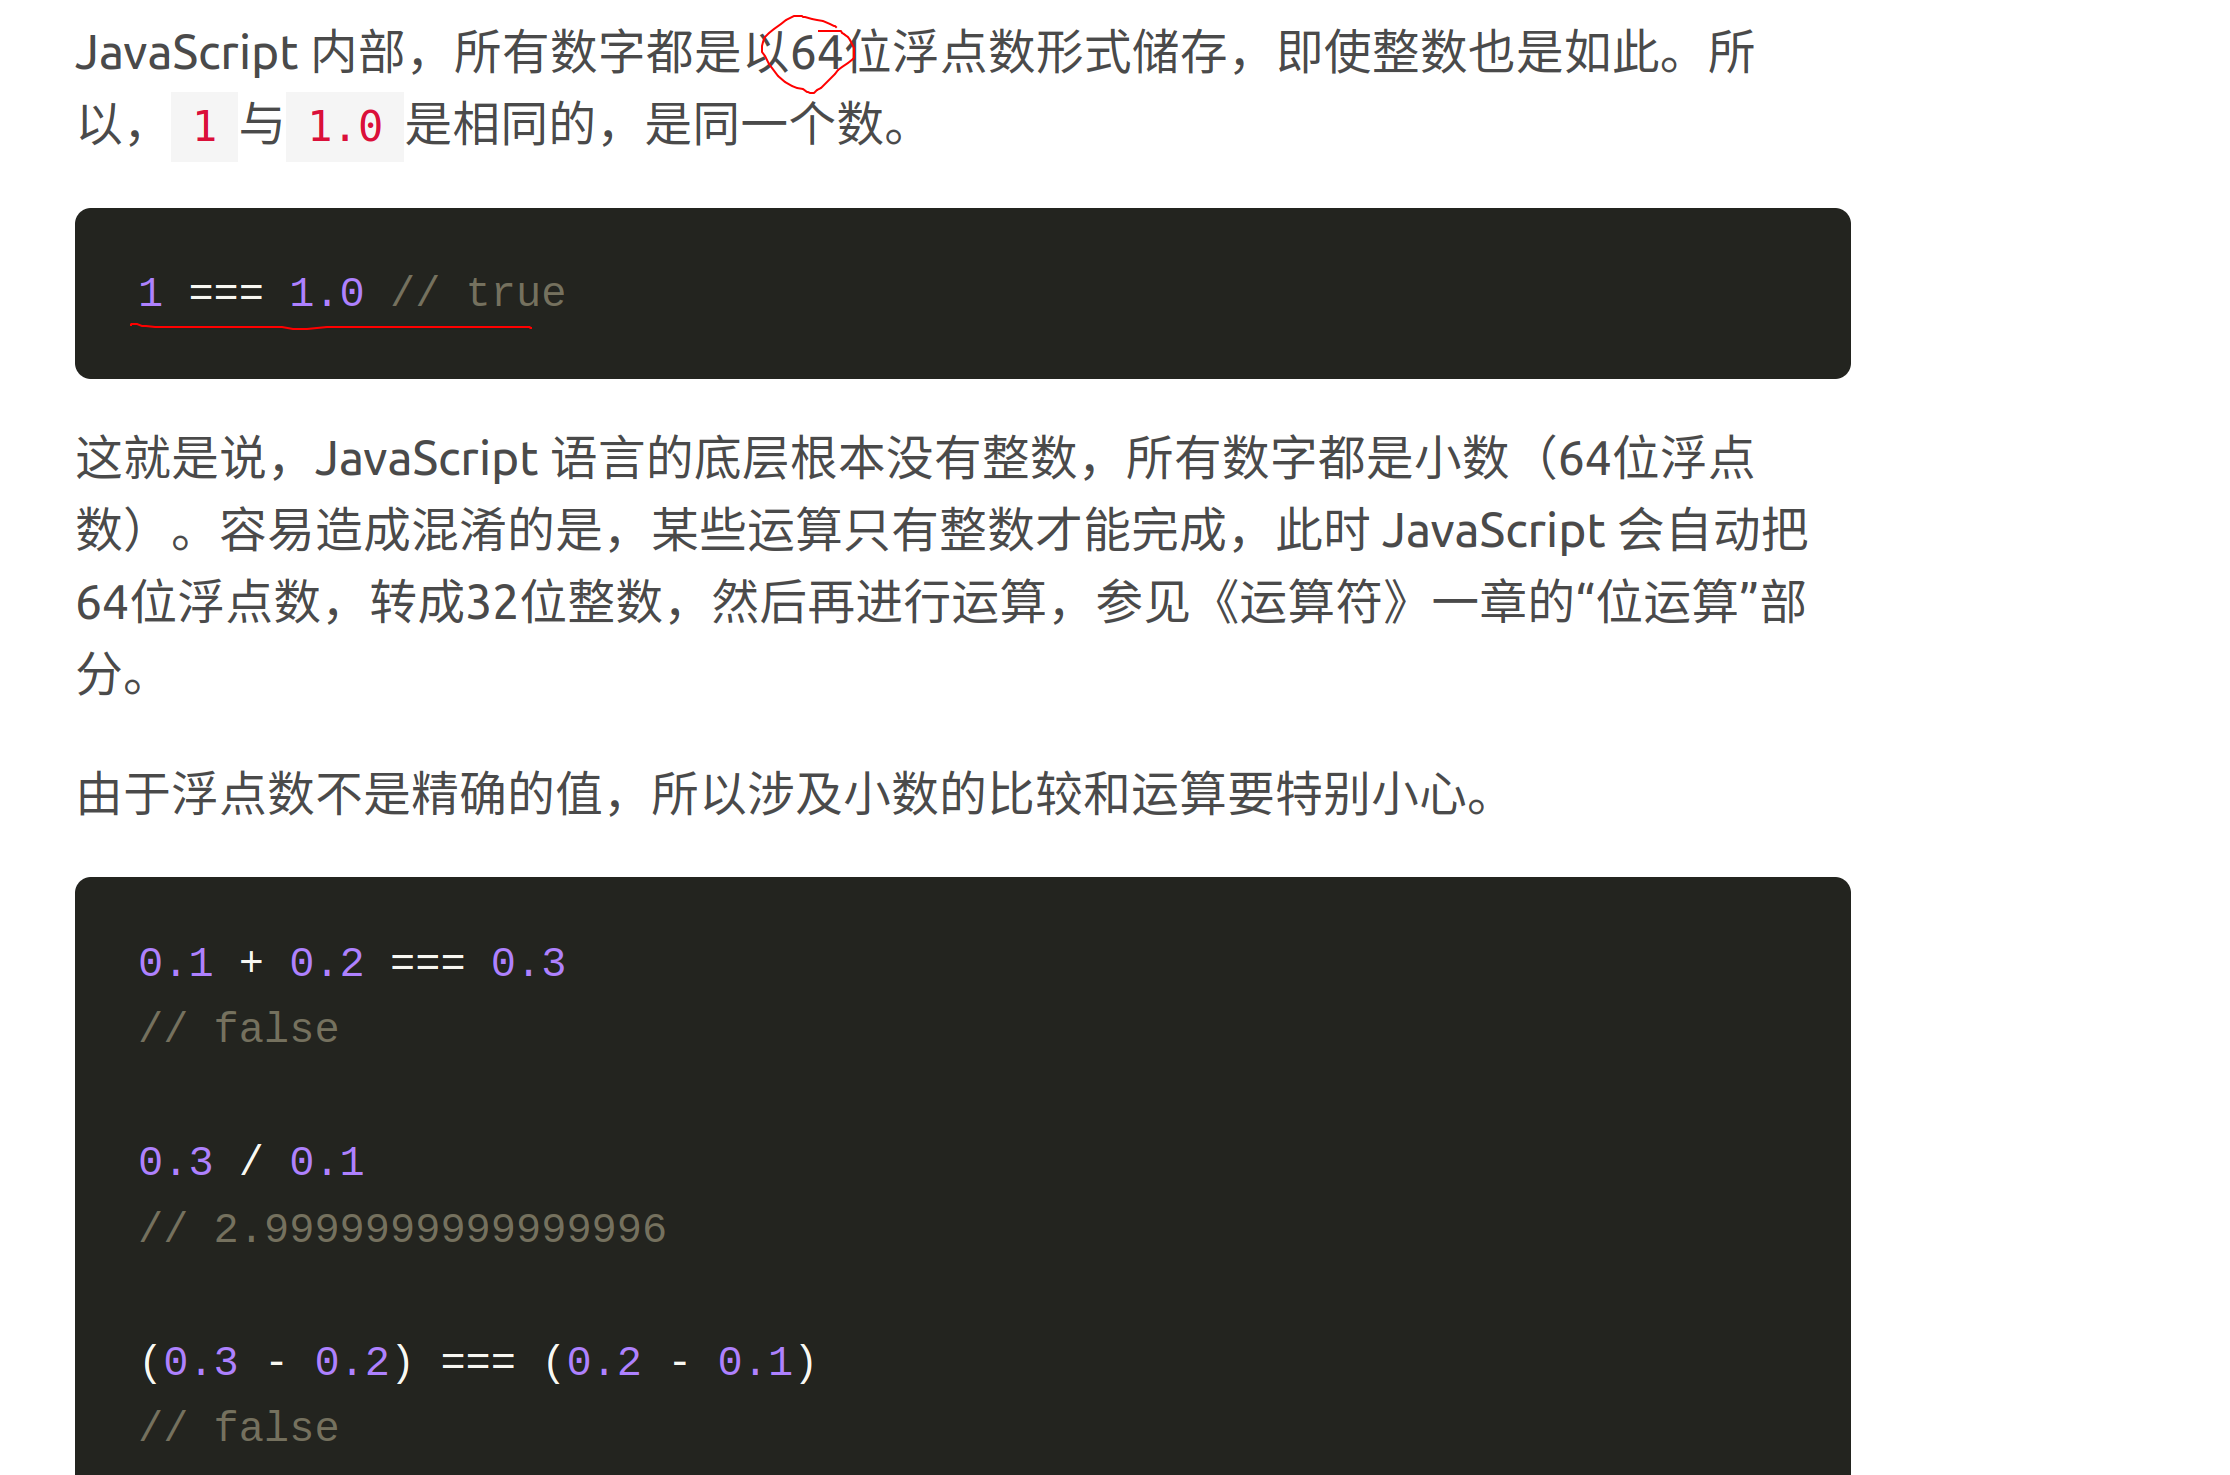 JavaScript 内部，所有数字都是以64位浮点数形式储存，即使整数也是如此。所
以，1与1.0是相同的，是同一个数。
1 === 1.0 // true
这就是说，JavaScript 语言的底层根本没有整数，所有数字都是小数（64位浮点
数）。容易造成混淆的是，某些运算只有整数才能完成，此时 JavaScript 会自动把
64位浮点数，转成32位整数，然后再进行运算，参见《运算符》一章的“位运算”部
分。
由于浮点数不是精确的值，所以涉及小数的比较和运算要特别小心。
0.1 + 0.2 === 0.3
// false
0.3 / 0.1
// 2.9999999999999996
(0.3 - 0.2) === (0.2 - 0.1)
// false